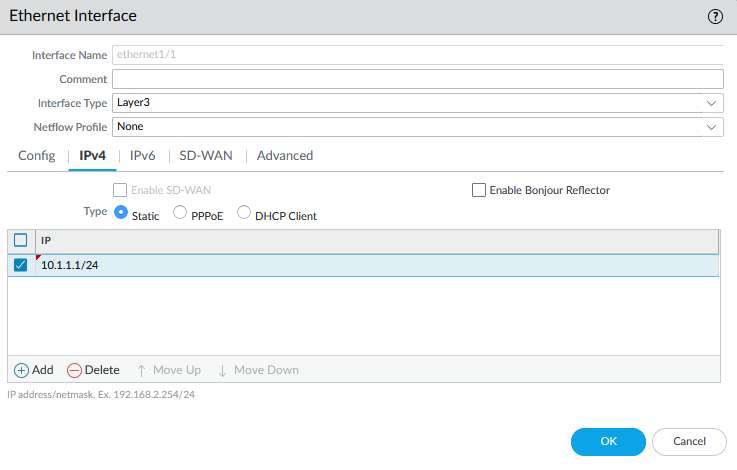 Ethernet Interface ?
Interface Name ethernet1/1
Comment
Interface Type Layer3
Netflow Profile None
Config IPv4 IPv6 SD-WAN Advanced
Enable SD-WAN Enable Bonjour Reflector
Type Static PPPoE DHCP Client
IP
10.1.1.1/24
Add Delete Move Up Move Down
IP address/netmask. Ex. 192.168.2.254/24
OK Cancel